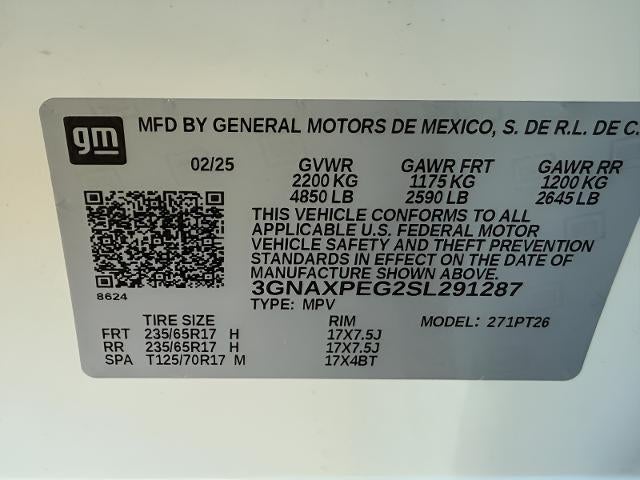 gm
MFD BY GENERAL MOTORS DE MEXICO, S. DE R.L. DE C.
02/25 GVWR GAWR FRT GAWR RR
2200 KG 1175 KG 1200 KG
4850 LB 2590 LB 2645 LB
THIS VEHICLE CONFORMS TO ALL
APPLICABLE U.S. FEDERAL MOTOR
VEHICLE SAFETY AND THEFT PREVENTION
STANDARDS IN EFFECT ON THE DATE OF
MANUFACTURE SHOWN ABOVE.
8624 3GNAXPEG2SL291287
TYPE: MPV
TIRE SIZE RIM MODEL: 271PT26
FRT 235/65R17 H 17X7.5J
RR 235/65R17 H 17X7.5J
SPA T125/70R17 M 17X4BT